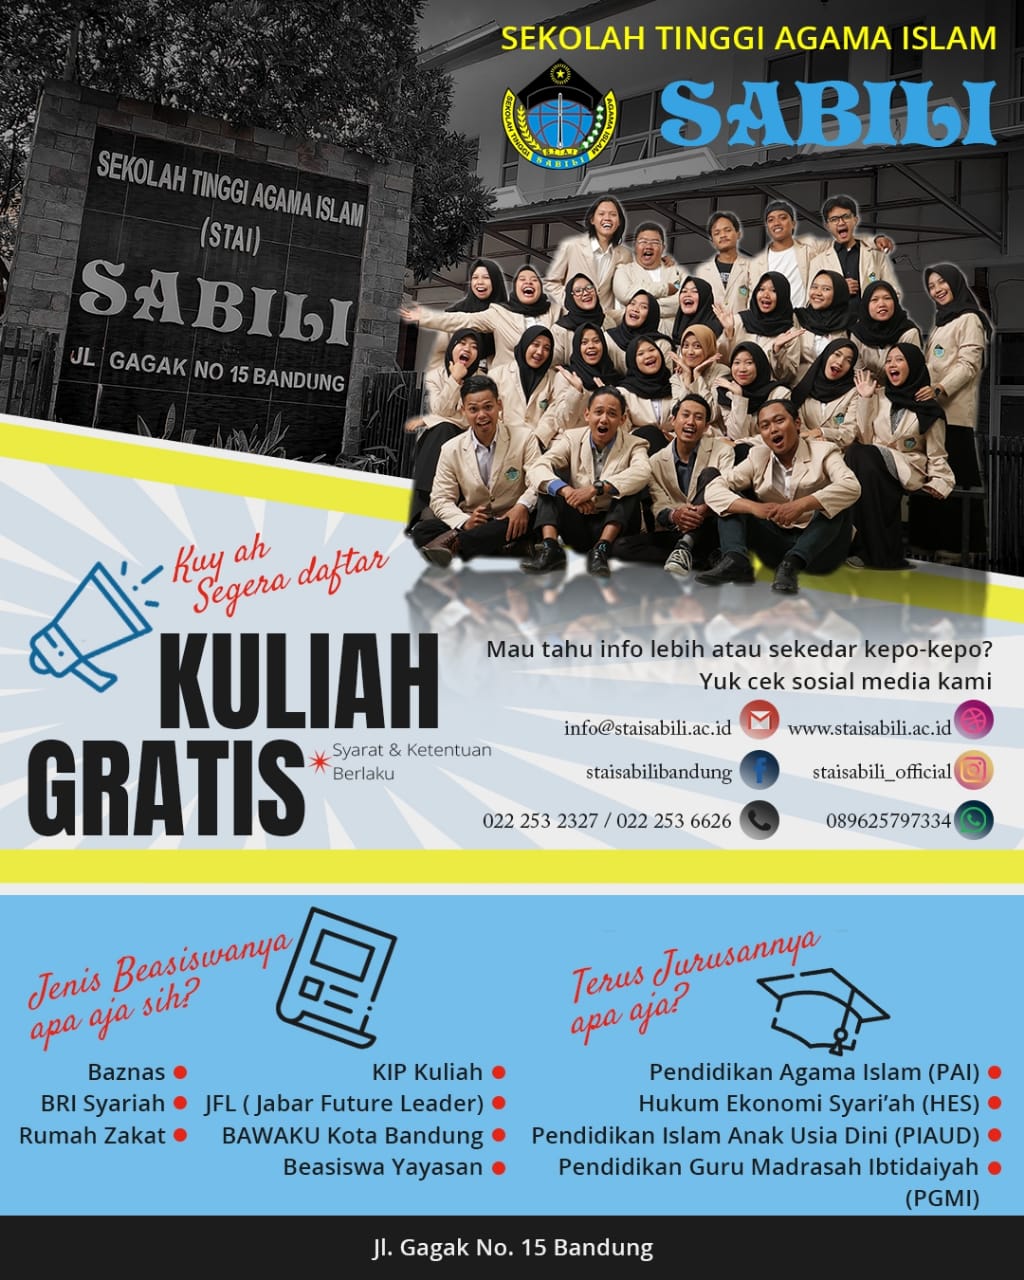 SEKOLAH TINGGI AGAMA ISLAM
SABILI
SEKOLAH TINGGI
AGAMA ISLAM
SABILI
SEKOLAH TINGGI AGAMA ISLAM
(STAI)
SABILI
JL GAGAK NO 15 BANDUNG
Kuy ah
Segera daftar
KULIAH
GRATIS
Syarat & Ketentuan
Berlaku
Mau tahu info lebih atau sekedar kepo-kepo?
Yuk cek sosial media kami
info@staisabili.ac.id
www.staisabili.ac.id
staisabilibandung
staisabili_official
022 253 2327 / 022 253 6626
089625797334
Jenis Beasiswanya
apa aja sih?
Baznas
BRI Syariah
Rumah Zakat
KIP Kuliah
JFL ( Jabar Future Leader)
BAWAKU Kota Bandung
Beasiswa Yayasan
Terus Jurusannya
apa aja?
Pendidikan Agama Islam (PAI)
Hukum Ekonomi Syari’ah (HES)
Pendidikan Islam Anak Usia Dini (PIAUD)
Pendidikan Guru Madrasah Ibtidaiyah
(PGMI)
Jl. Gagak No. 15 Bandung